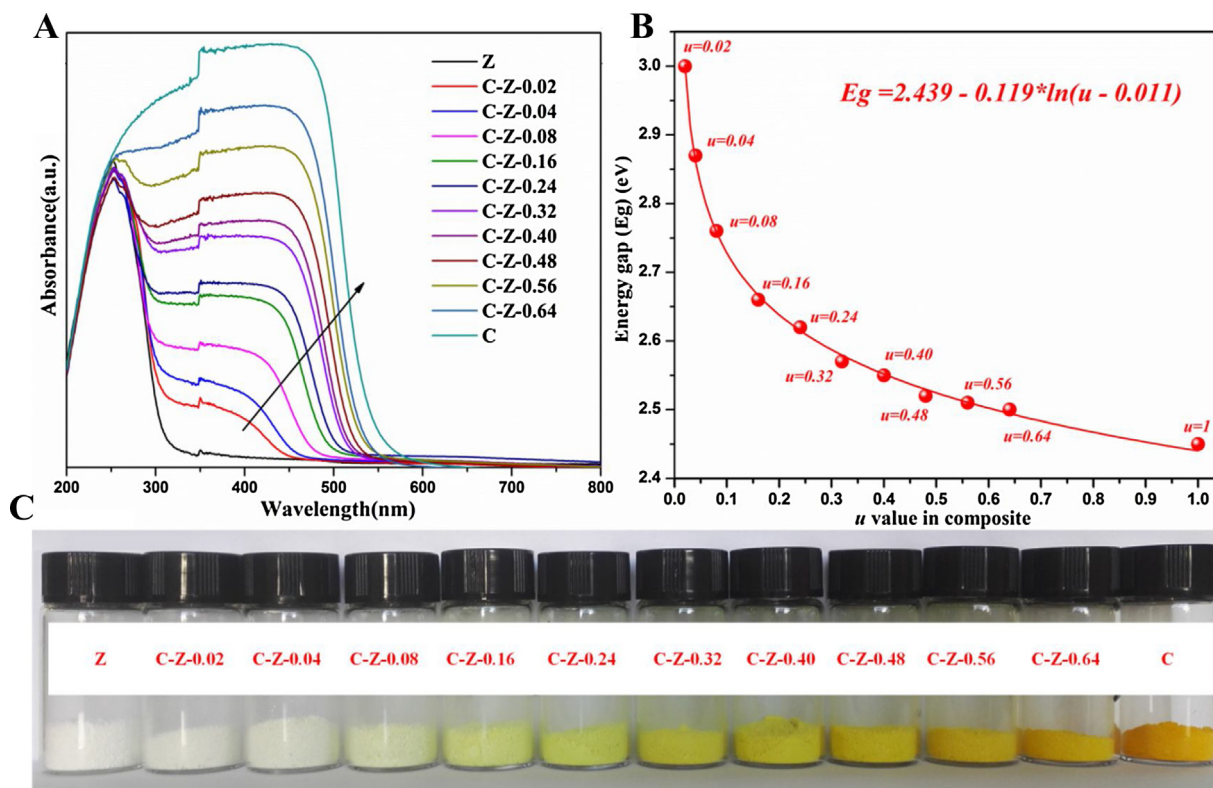 A
Absorbance(a.u.)
200 300 400 500 600 700 800
Wavelength(nm)
Z
C-Z-0.02
C-Z-0.04
C-Z-0.08
C-Z-0.16
C-Z-0.24
C-Z-0.32
C-Z-0.40
C-Z-0.48
C-Z-0.56
C-Z-0.64
C
B
Energy gap (Eg) (eV)
3.1
3.0
2.9
2.8
2.7
2.6
2.5
2.4
u=0.02
Eg =2.439 - 0.119*ln(u - 0.011)
u=0.04
u=0.08
u=0.16
u=0.24
u=0.32
u=0.40
u=0.48
u=0.56
u=0.64
u=1
0.0 0.1 0.2 0.3 0.4 0.5 0.6 0.7 0.8 0.9 1.0
u value in composite
C
Z C-Z-0.02 C-Z-0.04 C-Z-0.08 C-Z-0.16 C-Z-0.24 C-Z-0.32 C-Z-0.40 C-Z-0.48 C-Z-0.56 C-Z-0.64 C